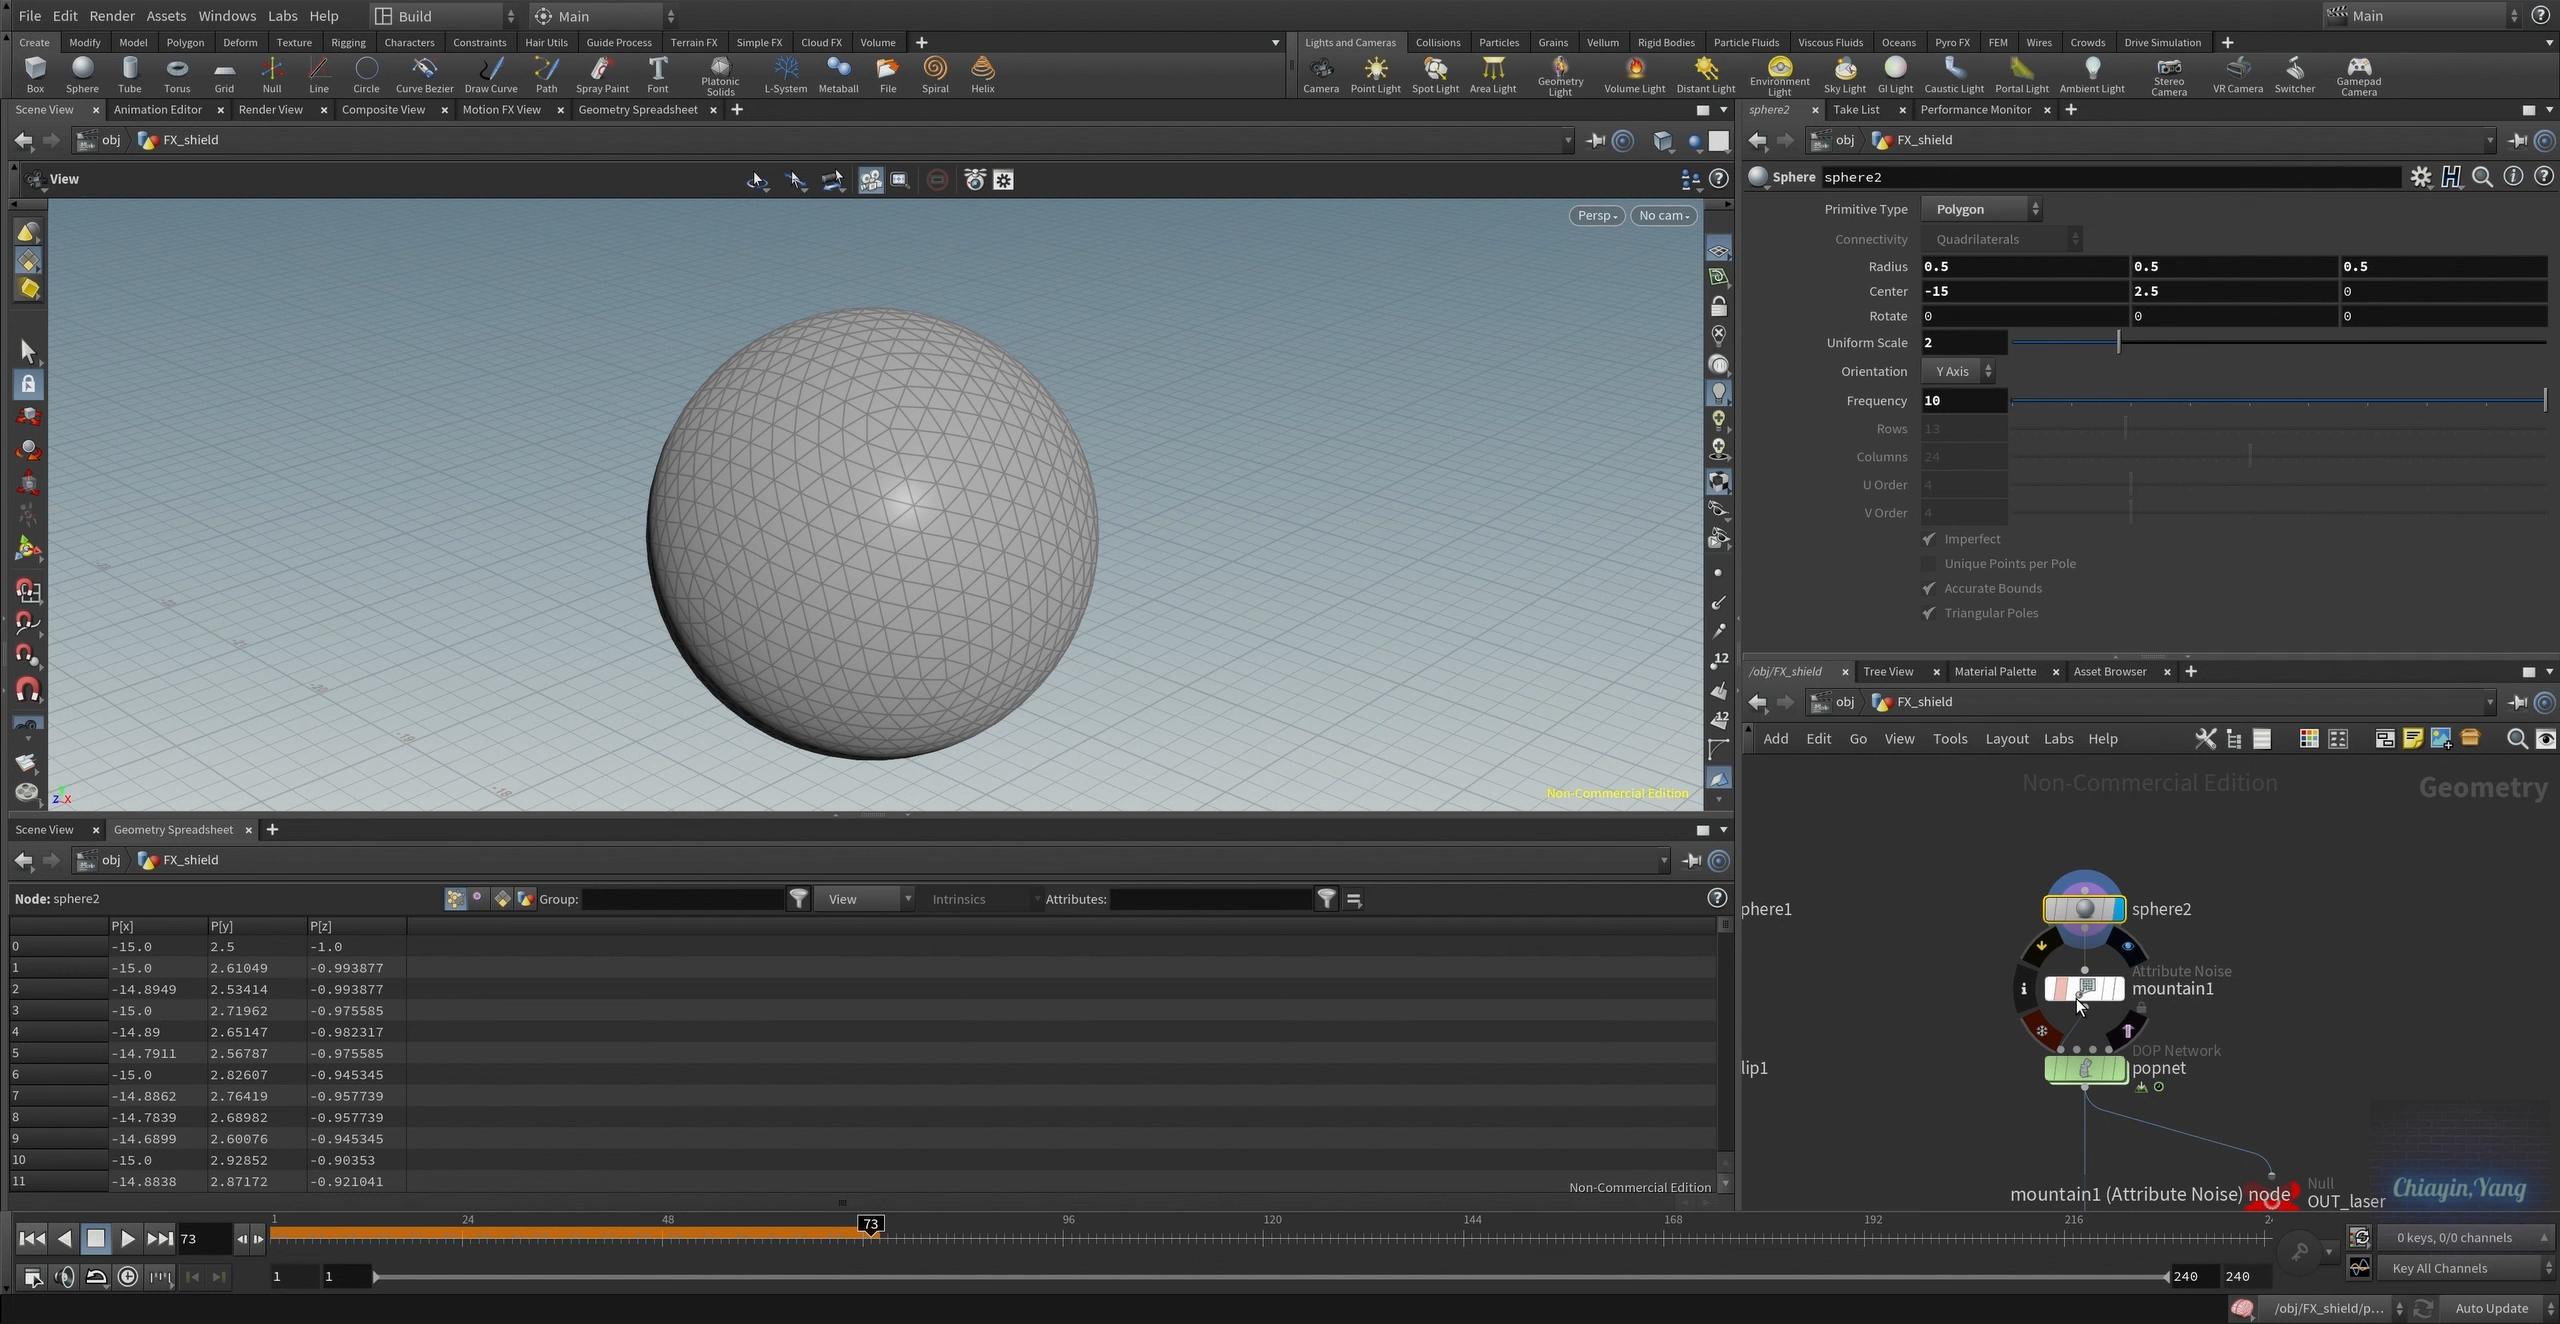 File Edit Render Assets Windows Labs Help Build Main Main
Create Modify Model Polygon Deform Texture Rigging Characters Constraints Hair Utils Guide Process Terrain FX Simple FX Cloud FX Volume
Lights and Cameras Collisions Particles Grains Vellum Rigid Bodies Particle Fluids Viscous Fluids Oceans Pyro FX FEM Wires Crowds Drive Simulation
Box Sphere Tube Torus Grid Null Line Circle Curve Bezier Draw Curve Path Spray Paint Font Platonic Solids L-System Metaball File Spiral Helix
Camera Point Light Spot Light Area Light Geometry Light Volume Light Distant Light Environment Light Sky Light GI Light Caustic Light Portal Light Ambient Light Stereo Camera VR Camera Switcher Gamepad Camera
Scene View Animation Editor Render View Composite View Motion FX View Geometry Spreadsheet
obj FX_shield
View
Persp No cam
Non-Commercial Edition
sphere2 Take List Performance Monitor
obj FX_shield
Sphere sphere2
Primitive Type Polygon
Connectivity Quadrilaterals
Radius 0.5 0.5 0.5
Center -15 2.5 0
Rotate 0 0 0
Uniform Scale 2
Orientation Y Axis
Frequency 10
Rows 13
Columns 24
U Order 4
V Order 4
Imperfect
Unique Points per Pole
Accurate Bounds
Triangular Poles
/obj/FX_shield Tree View Material Palette Asset Browser
obj FX_shield
Add Edit Go View Tools Layout Labs Help
Non-Commercial Edition
Geometry
phere1
sphere2
Attribute Noise
mountain1
DOP Network
popnet
lip1
mountain1 (Attribute Noise) node
Null
OUT_laser
Chiayin,Yang
Scene View Geometry Spreadsheet
obj FX_shield
Node: sphere2 Group: View Intrinsics Attributes:
P[x] P[y] P[z]
0 -15.0 2.5 -1.0
1 -15.0 2.61049 -0.993877
2 -14.8949 2.53414 -0.993877
3 -15.0 2.71962 -0.975585
4 -14.89 2.65147 -0.982317
5 -14.7911 2.56787 -0.975585
6 -15.0 2.82607 -0.945345
7 -14.8862 2.76419 -0.957739
8 -14.7839 2.68982 -0.957739
9 -14.6899 2.60076 -0.945345
10 -15.0 2.92852 -0.90353
11 -14.8838 2.87172 -0.921041
Non-Commercial Edition
73 1 24 48 73 96 120 144 168 192 216
0 keys, 0/0 channels
1 1 240 240
Key All Channels
/obj/FX_shield/p... Auto Update